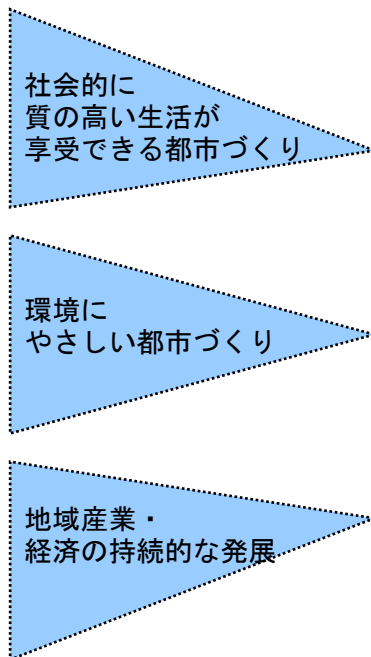 社会的に
質の高い生活が
享受できる都市づくり
環境に
やさしい都市づくり
地域産業・
経済の持続的な発展